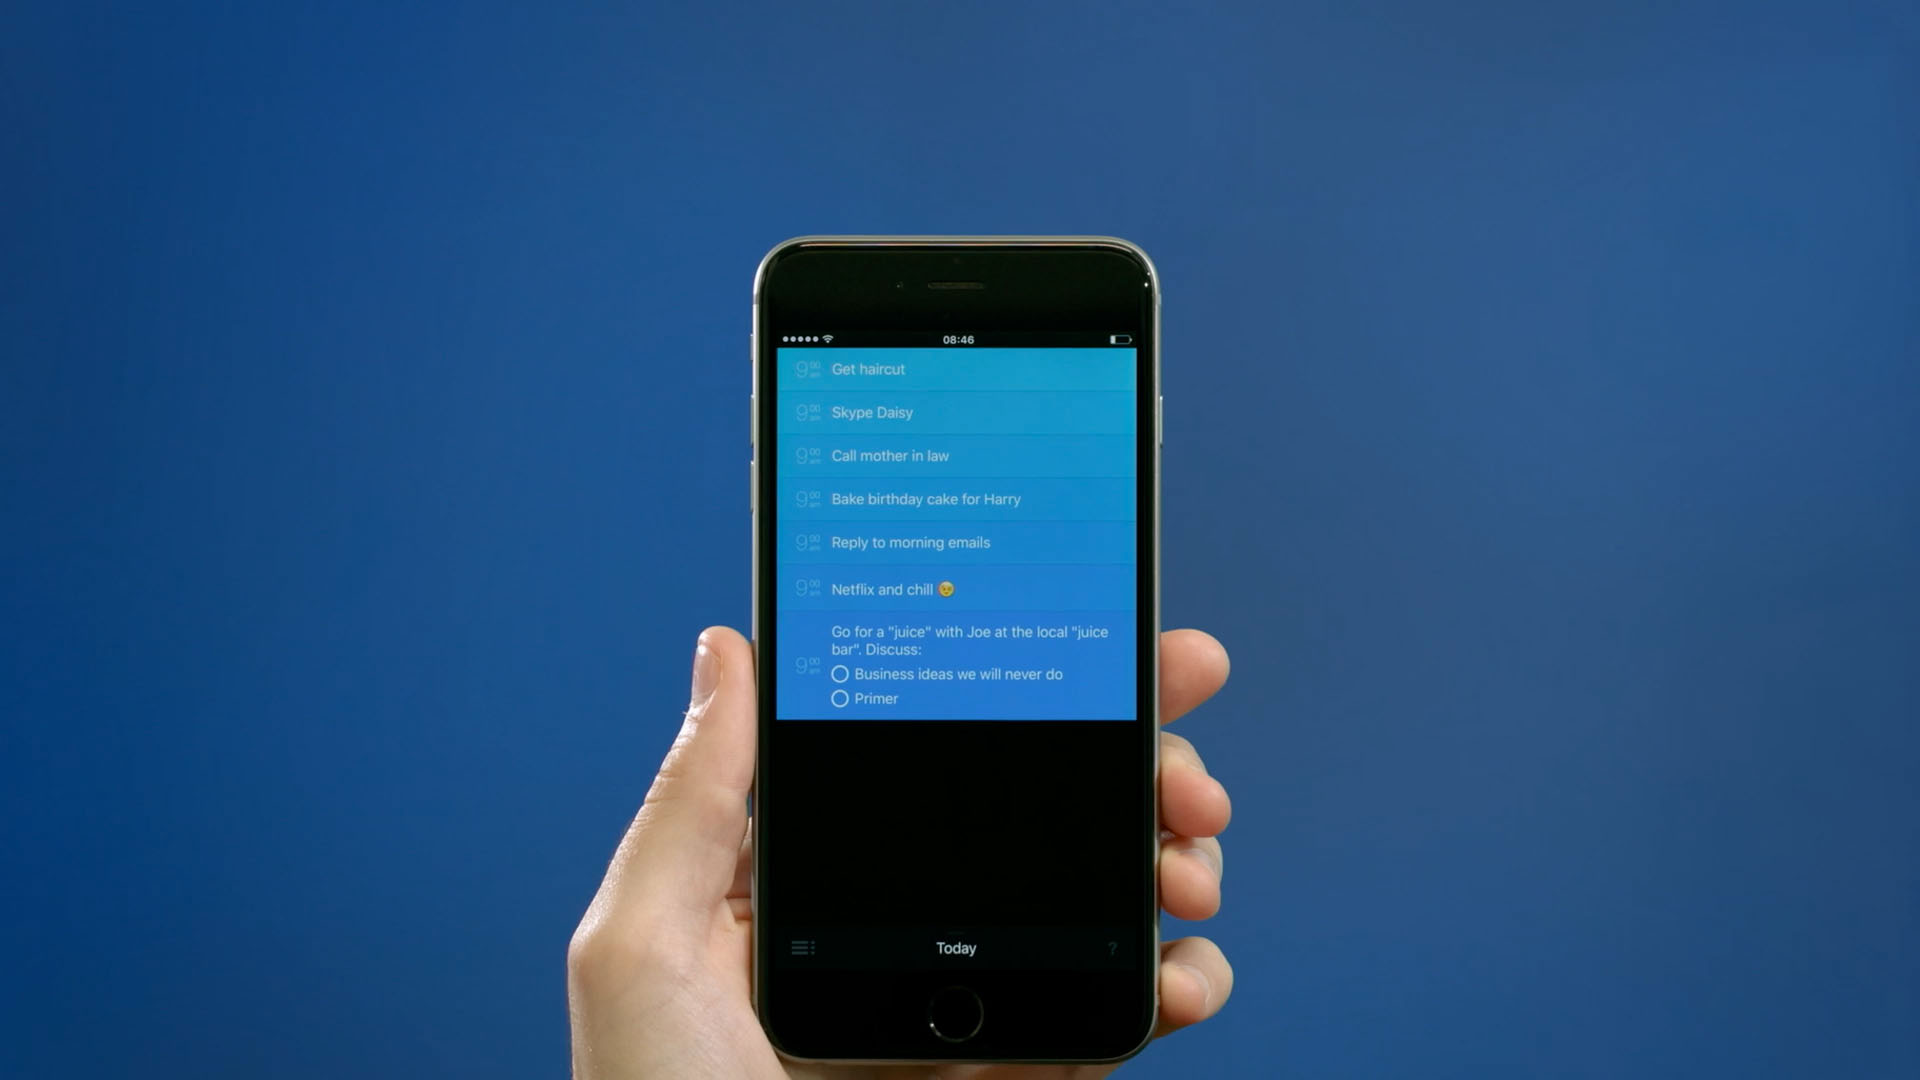 08:46
9 00 am Get haircut
9 00 am Skype Daisy
9 00 am Call mother in law
9 00 am Bake birthday cake for Harry
9 00 am Reply to morning emails
9 00 am Netflix and chill
Go for a "juice" with Joe at the local "juice
bar". Discuss:
9 00 am
Business ideas we will never do
Primer
Today ?